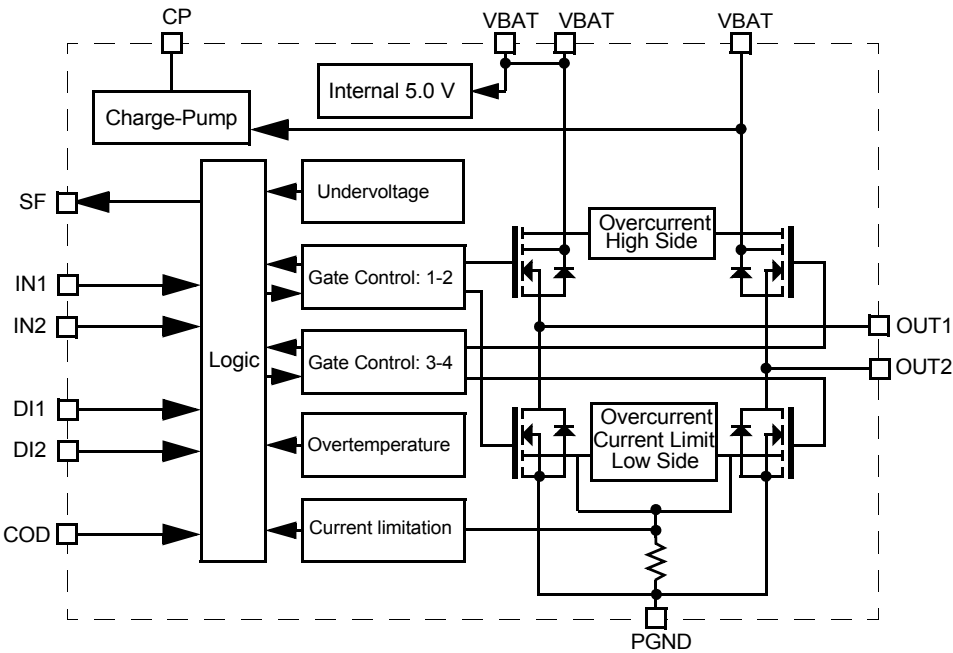 CP
VBAT
VBAT
VBAT
Internal 5.0 V
Charge-Pump
SF
Undervoltage
Overcurrent
High Side
IN1
Gate Control: 1-2
IN2
OUT1
Logic
Gate Control: 3-4
OUT2
DI1
DI2
Overtemperature
Overcurrent
Current Limit
Low Side
COD
Current limitation
PGND